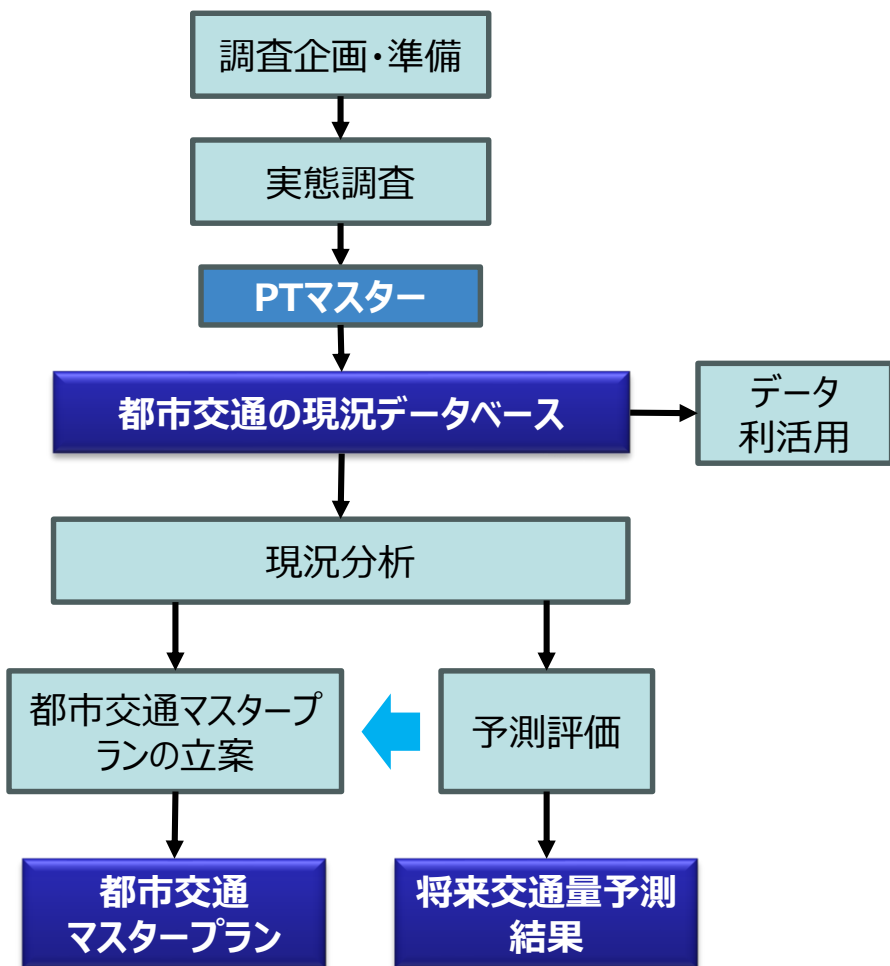 調査企画・準備
実態調査
PTマスター
都市交通の現況データベース
データ
利活用
現況分析
都市交通マスタープ
ランの立案
予測評価
都市交通
マスタープラン
将来交通量予測
結果